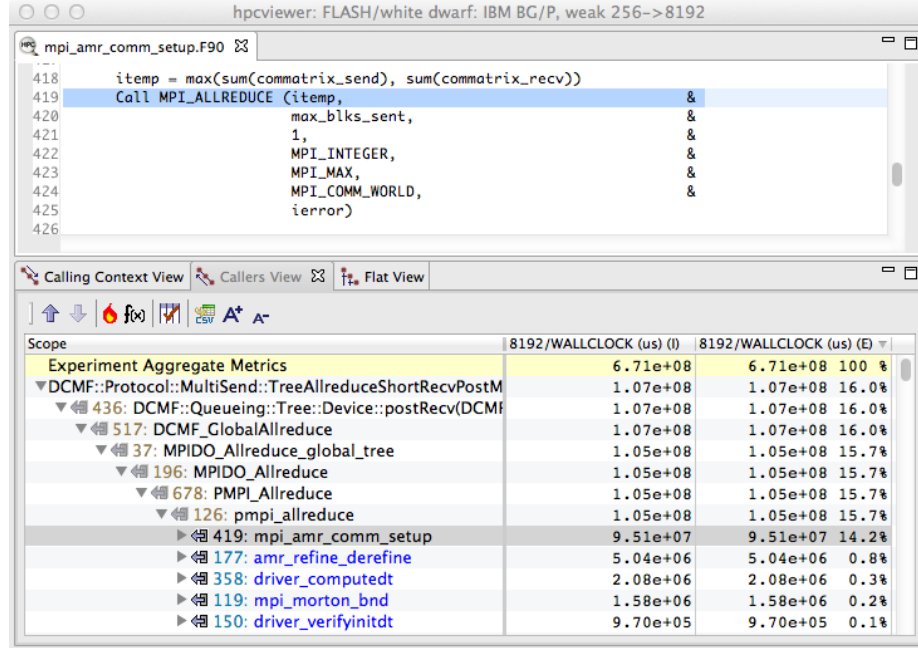 hpcviewer: FLASH/white dwarf: IBM BG/P, weak 256->8192
mpi_amr_comm_setup.F90
418 itemp = max(sum(commatrix_send), sum(commatrix_recv))
419 Call MPI_ALLREDUCE (itemp, &
420 max_blks_sent, &
421 1, &
422 MPI_INTEGER, &
423 MPI_MAX, &
424 MPI_COMM_WORLD, &
425 ierror)
426
Calling Context View Callers View Flat View
f(x) CSV A+ A-
Scope 8192/WALLCLOCK (us) (I) 8192/WALLCLOCK (us) (E)
Experiment Aggregate Metrics 6.71e+08 6.71e+08 100 %
DCMF::Protocol::MultiSend::TreeAllreduceShortRecvPostM 1.07e+08 1.07e+08 16.0%
436: DCMF::Queueing::Tree::Device::postRecv(DCMF 1.07e+08 1.07e+08 16.0%
517: DCMF_GlobalAllreduce 1.07e+08 1.07e+08 16.0%
37: MPIDO_Allreduce_global_tree 1.05e+08 1.05e+08 15.7%
196: MPIDO_Allreduce 1.05e+08 1.05e+08 15.7%
678: PMPI_Allreduce 1.05e+08 1.05e+08 15.7%
126: pmpi_allreduce 1.05e+08 1.05e+08 15.7%
419: mpi_amr_comm_setup 9.51e+07 9.51e+07 14.2%
177: amr_refine_derefine 5.04e+06 5.04e+06 0.8%
358: driver_computedt 2.08e+06 2.08e+06 0.3%
119: mpi_morton_bnd 1.58e+06 1.58e+06 0.2%
150: driver_verifyinitdt 9.70e+05 9.70e+05 0.1%